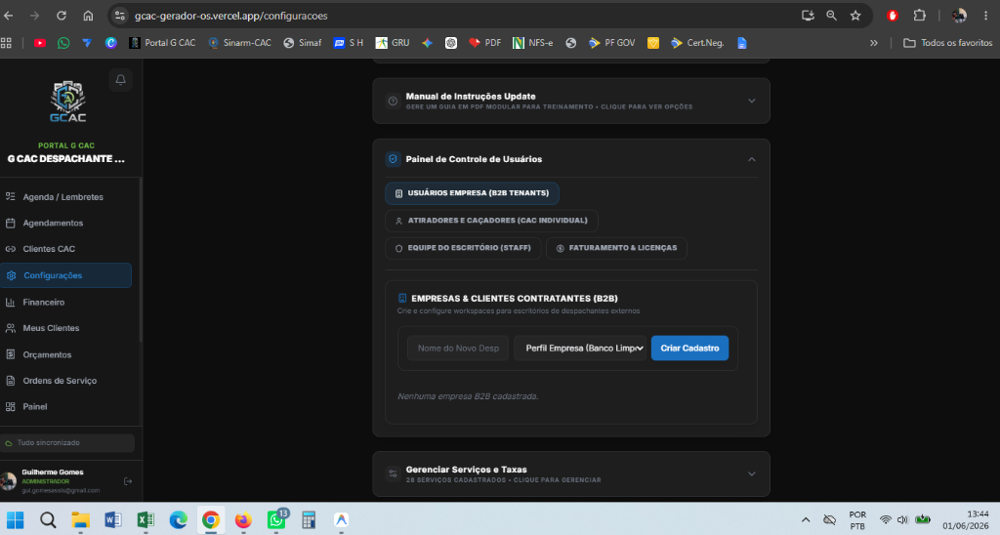 gcac-gerador-os.vercel.app/configuracoes
Portal G CAC
Sinarm-CAC
Simaf
S H
GRU
PDF
NFS-e
PF GOV
Cert.Neg.
»
Todos os favoritos
GCAC
PORTAL G CAC
G CAC DESPACHANTE ...
Agenda / Lembretes
Agendamentos
Clientes CAC
Configurações
Financeiro
Meus Clientes
Orçamentos
Ordens de Serviço
Painel
Tudo sincronizado
Guilherme Gomes
ADMINISTRADOR
gui.gomesassis@gmail.com
Manual de Instruções Update
GERE UM GUIA EM PDF MODULAR PARA TREINAMENTO • CLIQUE PARA VER OPÇÕES
Painel de Controle de Usuários
USUÁRIOS EMPRESA (B2B TENANTS)
ATIRADORES E CAÇADORES (CAC INDIVIDUAL)
EQUIPE DO ESCRITÓRIO (STAFF)
FATURAMENTO & LICENÇAS
EMPRESAS & CLIENTES CONTRATANTES (B2B)
Crie e configure workspaces para escritórios de despachantes externos
Nome do Novo Desp
Perfil Empresa (Banco Limpo
Criar Cadastro
Nenhuma empresa B2B cadastrada.
Gerenciar Serviços e Taxas
28 SERVIÇOS CADASTRADOS • CLIQUE PARA GERENCIAR
13
POR
PTB
13:44
01/06/2026